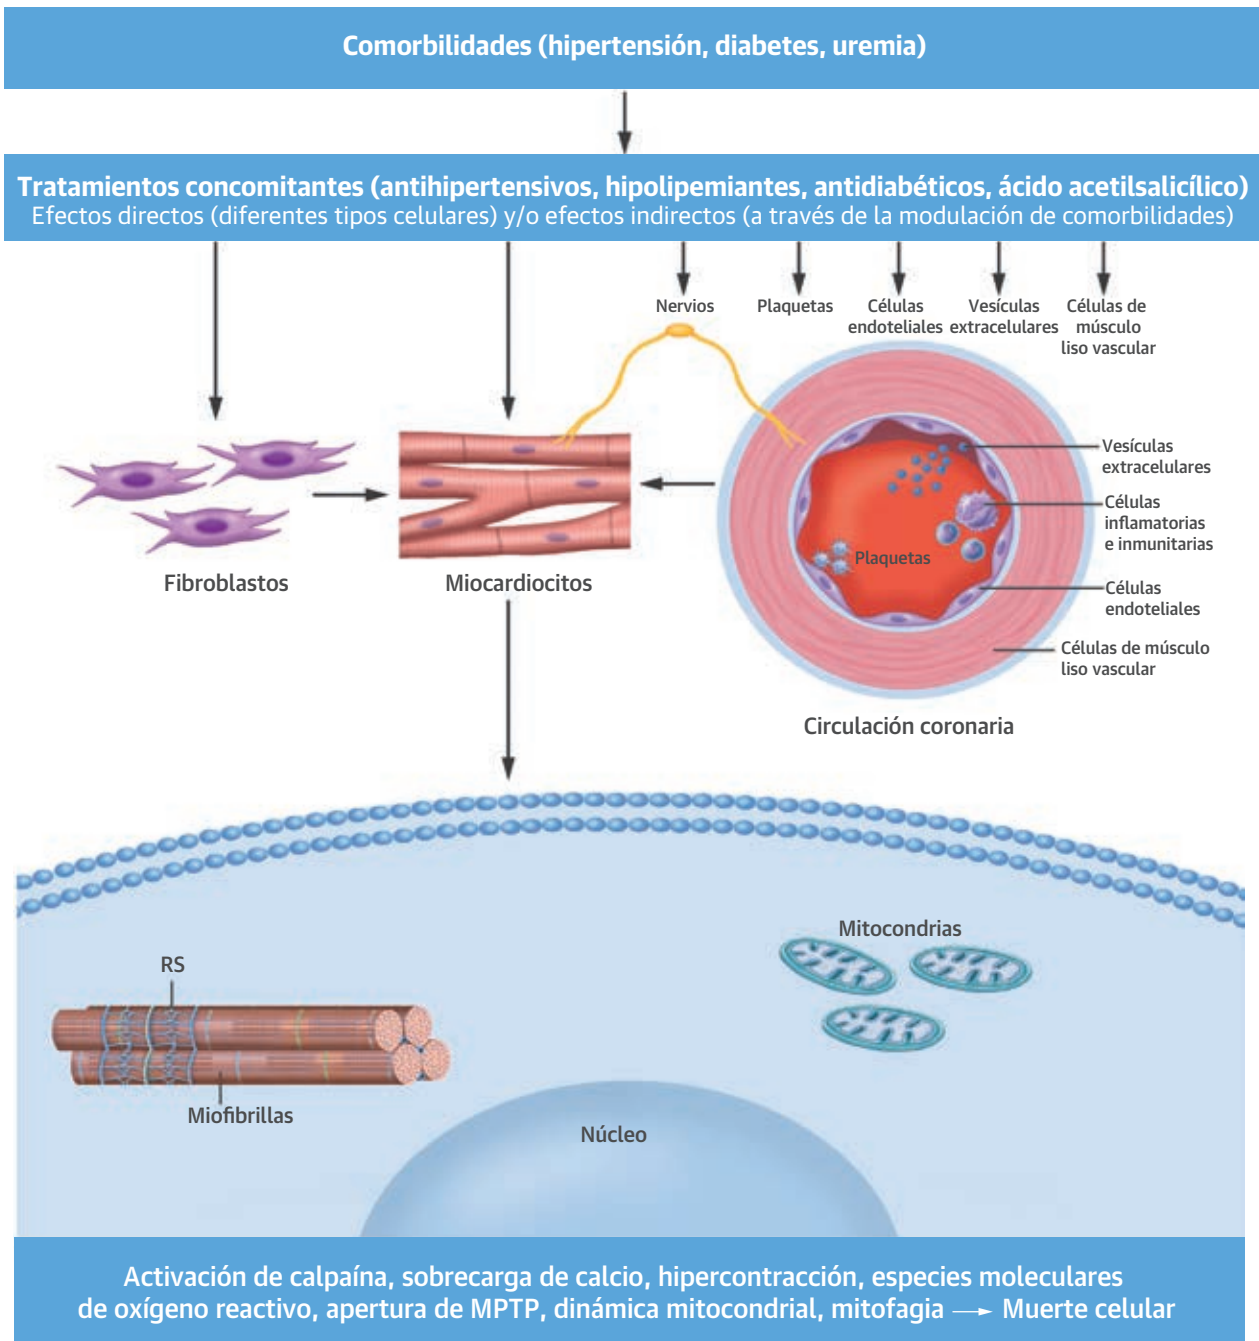 Comorbilidades (hipertensión, diabetes, uremia)
Tratamientos concomitantes (antihipertensivos, hipolipemiantes, antidiabéticos, ácido acetilsalicílico)
Efectos directos (diferentes tipos celulares) y/o efectos indirectos (a través de la modulación de comorbilidades)
Nervios
Plaquetas
Células
endoteliales
Vesículas
extracelulares
Células de
músculo
liso vascular
Vesículas
extracelulares
Células
inflamatorias
e inmunitarias
Plaquetas
Células
endoteliales
Células de músculo
liso vascular
Fibroblastos
Miocardiocitos
Circulación coronaria
Mitocondrias
RS
Miofibrillas
Núcleo
Activación de calpaína, sobrecarga de calcio, hipercontracción, especies moleculares
de oxígeno reactivo, apertura de MPTP, dinámica mitocondrial, mitofagia → Muerte celular